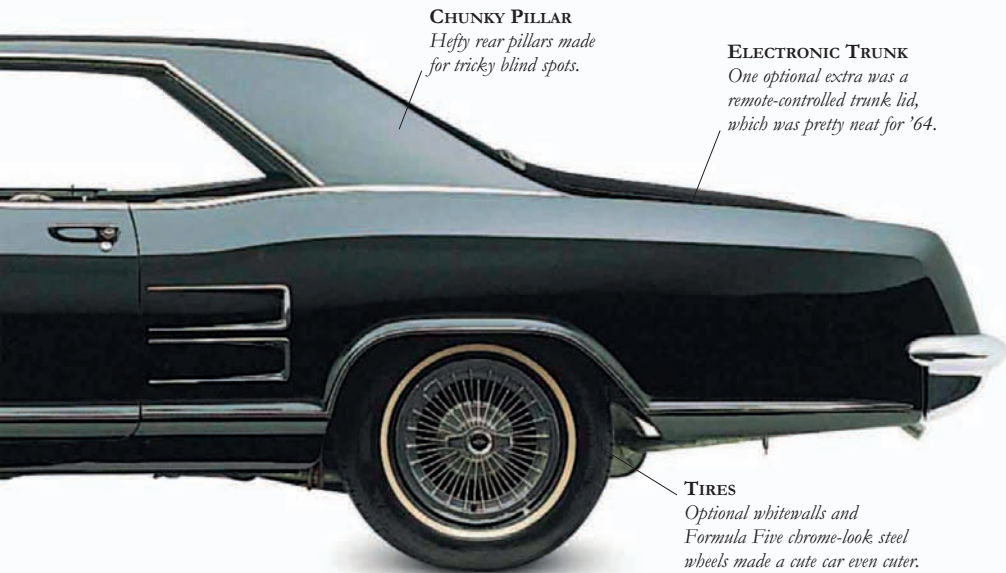 CHUNKY PILLAR
Hefty rear pillars made
for tricky blind spots.
ELECTRONIC TRUNK
One optional extra was a
remote-controlled trunk lid,
which was pretty neat for ’64.
TIRES
Optional whitewalls and
Formula Five chrome-look steel
wheels made a cute car even cuter.